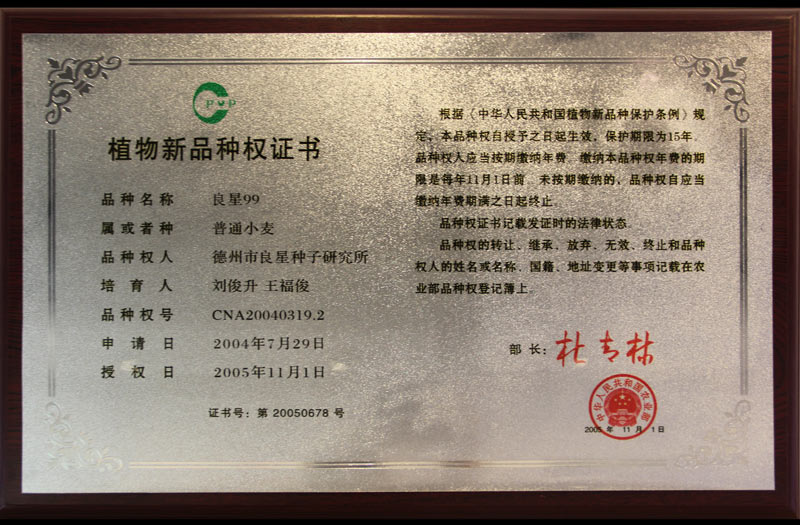 CPVP
植物新品种权证书
品种名称 良星99
属或者种 普通小麦
品种权人 德州市良星种子研究所
培育人 刘俊升 王福俊
品种权号 CNA20040319.2
申请日 2004年7月29日
授权日 2005年11月1日
证书号：第 20050678 号
根据《中华人民共和国植物新品种保护条例》规
定，本品种权自授予之日起生效，保护期限为15年。
品种权人应当按期缴纳年费，缴纳本品种权年费的期
限是每年11月1日前。未按期缴纳的，品种权自应当
缴纳年费期满之日起终止。
品种权证书记载发证时的法律状态。
品种权的转让、继承、放弃、无效、终止和品种
权人的姓名或名称、国籍、地址变更等事项记载在农
业部品种权登记簿上。
部长：杜青林
中华人民共和国农业部
2005 年 11 月 1 日